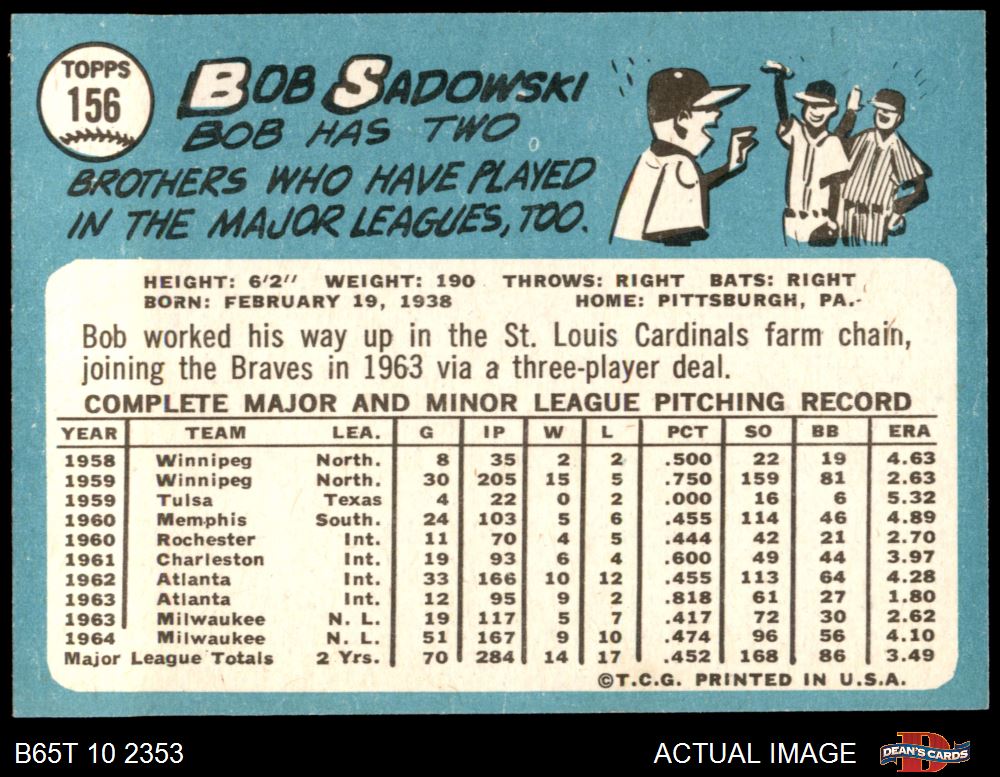 TOPPS
156
BOB SADOWSKI
BOB HAS TWO
BROTHERS WHO HAVE PLAYED
IN THE MAJOR LEAGUES, TOO.
HEIGHT: 6'2" WEIGHT: 190 THROWS: RIGHT BATS: RIGHT
BORN: FEBRUARY 19, 1938 HOME: PITTSBURGH, PA.
Bob worked his way up in the St. Louis Cardinals farm chain,
joining the Braves in 1963 via a three-player deal.
COMPLETE MAJOR AND MINOR LEAGUE PITCHING RECORD
YEAR TEAM LEA. G IP W L PCT SO BB ERA
1958 Winnipeg North. 8 35 2 2 .500 22 19 4.63
1959 Winnipeg North. 30 205 15 5 .750 159 81 2.63
1959 Tulsa Texas 4 22 0 2 .000 16 6 5.32
1960 Memphis South. 24 103 5 6 .455 114 46 4.89
1960 Rochester Int. 11 70 4 5 .444 42 21 2.70
1961 Charleston Int. 19 93 6 4 .600 49 44 3.97
1962 Atlanta Int. 33 166 10 12 .455 113 64 4.28
1963 Atlanta Int. 12 95 9 2 .818 61 27 1.80
1963 Milwaukee N. L. 19 117 5 7 .417 72 30 2.62
1964 Milwaukee N. L. 51 167 9 10 .474 96 56 4.10
Major League Totals 2 Yrs. 70 284 14 17 .452 168 86 3.49
©T.C.G. PRINTED IN U.S.A.
B65T 10 2353 ACTUAL IMAGE DEAN'S CARDS